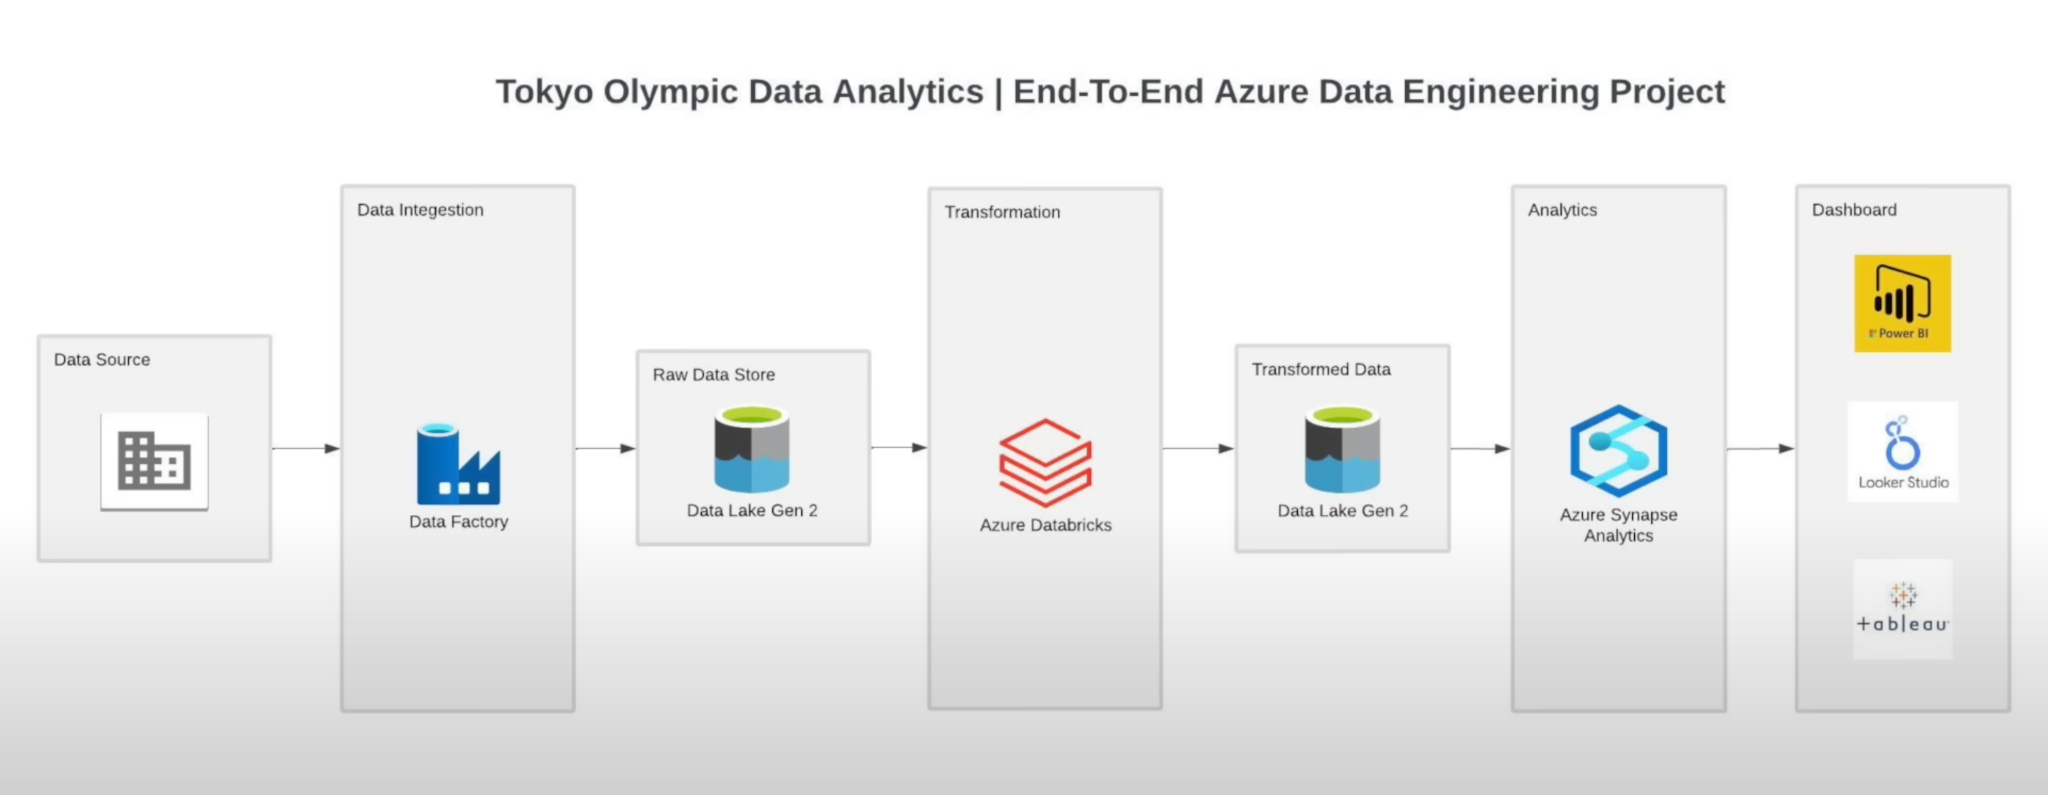 Tokyo Olympic Data Analytics | End-To-End Azure Data Engineering Project
Data Source
Data Integestion
Data Factory
Raw Data Store
Data Lake Gen 2
Transformation
Azure Databricks
Transformed Data
Data Lake Gen 2
Analytics
Azure Synapse
Analytics
Dashboard
Power BI
Looker Studio
+ableau